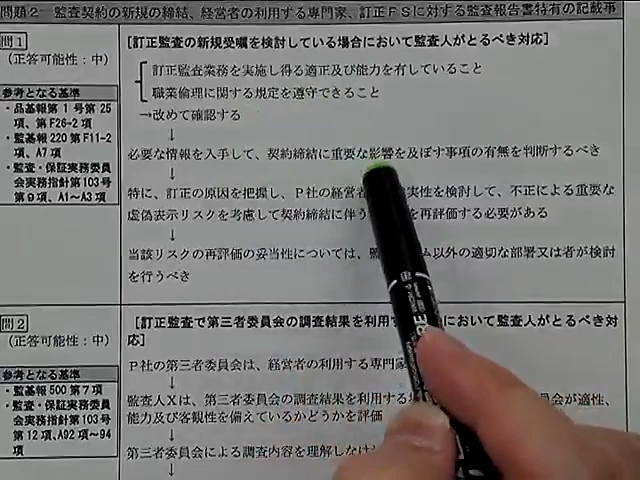 問題2 監査契約の新規の締結、経営者の利用する専門家、訂正FSに対する監査報告書特有の記載事
問1
(正答可能性：中)
参考となる基準
・品基報第1号第25項、第F26-2項
・監基報220第F11-2項、A7項
・監査・保証実務委員会実務指針第103号第9項、A1～A3項
[訂正監査の新規受嘱を検討している場合において監査人がとるべき対応]
訂正監査業務を実施し得る適正及び能力を有していること
職業倫理に関する規定を遵守できること
→改めて確認する
↓
必要な情報を入手して、契約締結に重要な影響を及ぼす事項の有無を判断するべき
↓
特に、訂正の原因を把握し、P社の経営者 実性を検討して、不正による重要な
虚偽表示リスクを考慮して契約締結に伴う を再評価する必要がある
↓
当該リスクの再評価の妥当性については、監 ム以外の適切な部署又は者が検討
を行うべき
問2
(正答可能性：中)
参考となる基準
・監基報500第7項
・監査・保証実務委員会実務指針第103号第12項、A92～94項
[訂正監査で第三者委員会の調査結果を利用す において監査人がとるべき対
応]
P社の第三者委員会は、経営者の利用する専門家
↓
監査人Xは、第三者委員会の調査結果を利用する 員会が適性、
能力及び客観性を備えているかどうかを評価
↓
第三者委員会による調査内容を理解しなけ
↓